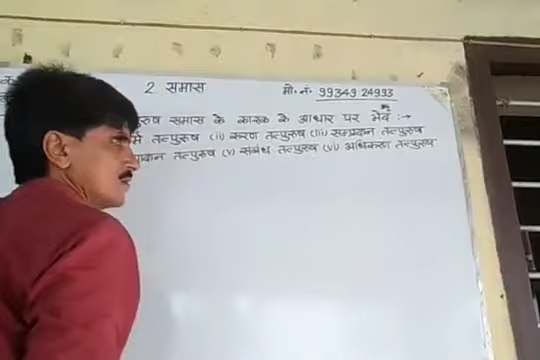 2. समास
मो. नं. 99349 24993
रुष समास के कारक के आधार पर भेद :→
तत्पुरुष (ii) करण तत्पुरुष (iii) सम्प्रदान तत्पुरुष
दान तत्पुरुष (v) संबंध तत्पुरुष (vi) अधिकरण तत्पुरुष